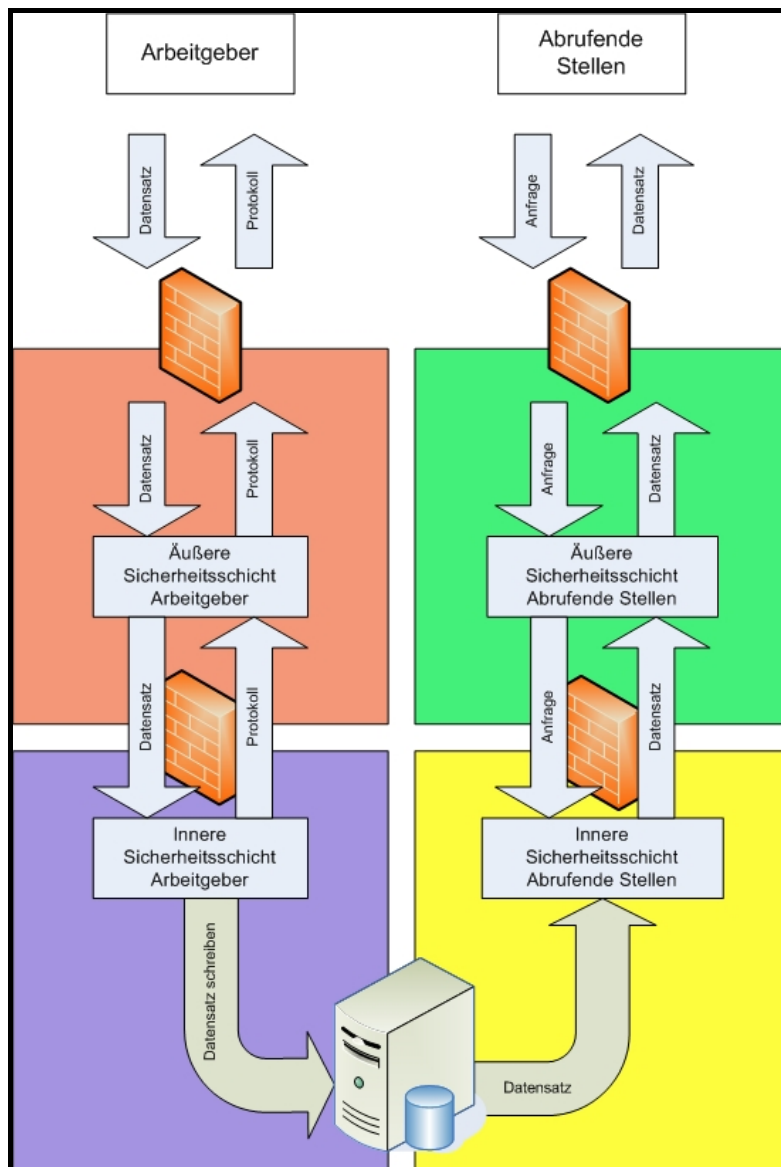 Arbeitgeber
Abrufende
Stellen
Datensatz
Protokoll
Anfrage
Datensatz
Datensatz
Protokoll
Anfrage
Datensatz
Äußere
Sicherheitsschicht
Arbeitgeber
Äußere
Sicherheitsschicht
Abrufende Stellen
Datensatz
Protokoll
Anfrage
Datensatz
Innere
Sicherheitsschicht
Arbeitgeber
Innere
Sicherheitsschicht
Abrufende Stellen
Datensatz schreiben
Datensatz